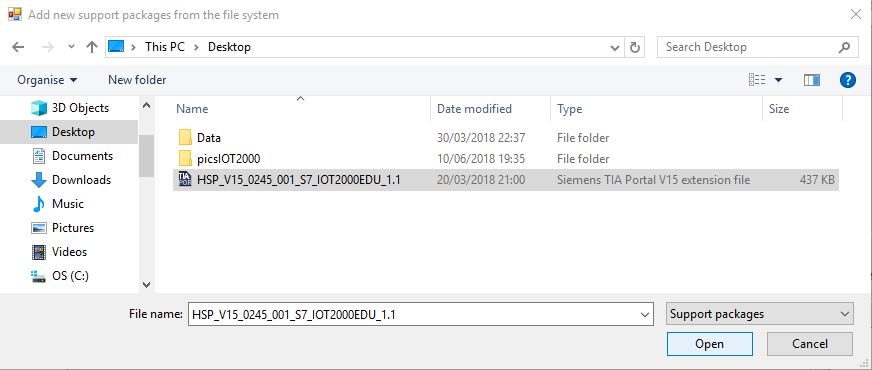 Add new support packages from the file system
This PC > Desktop
Search Desktop
Organise New folder
?
3D Objects
Desktop
Documents
Downloads
Music
Pictures
Videos
OS (C:)
Name Date modified Type Size
Data 30/03/2018 22:37 File folder
picsIOT2000 10/06/2018 19:35 File folder
TIA HSP_V15_0245_001_S7_IOT2000EDU_1.1 20/03/2018 21:00 Siemens TIA Portal V15 extension file 437 KB
File name: HSP_V15_0245_001_S7_IOT2000EDU_1.1 Support packages
Open Cancel